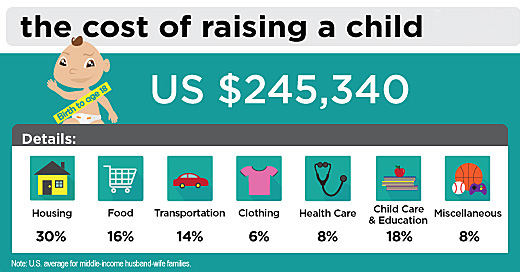 the cost of raising a child
Birth to age 18
US $245,340
Details:
Housing Food Transportation Clothing Health Care Child Care & Education Miscellaneous
30% 16% 14% 6% 8% 18% 8%
Note: U.S. average for middle-income husband-wife families.